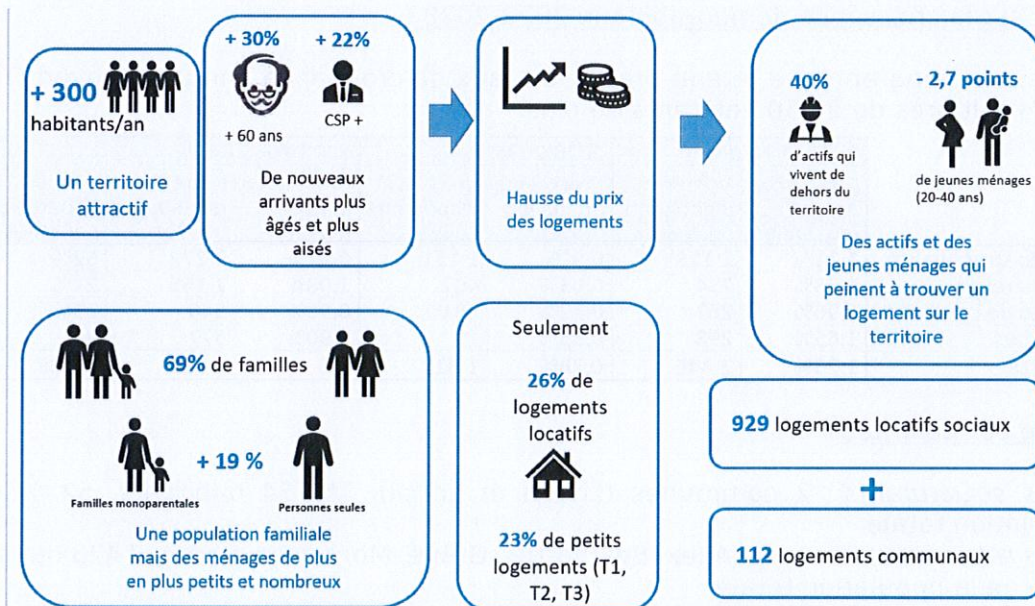 + 300
habitants/an
Un territoire
attractif
+ 30%
+ 22%
+ 60 ans
CSP +
De nouveaux
arrivants plus
âgés et plus
aisés
Hausse du prix
des logements
40%
- 2,7 points
d'actifs qui
vivent de
dehors du
territoire
de jeunes ménages
(20-40 ans)
Des actifs et des
jeunes ménages qui
peinent à trouver un
logement sur le
territoire
69% de familles
+ 19 %
Familles monoparentales
Personnes seules
Une population familiale
mais des ménages de plus
en plus petits et nombreux
Seulement
26% de
logements
locatifs
23% de petits
logements (T1,
T2, T3)
929 logements locatifs sociaux
+
112 logements communaux